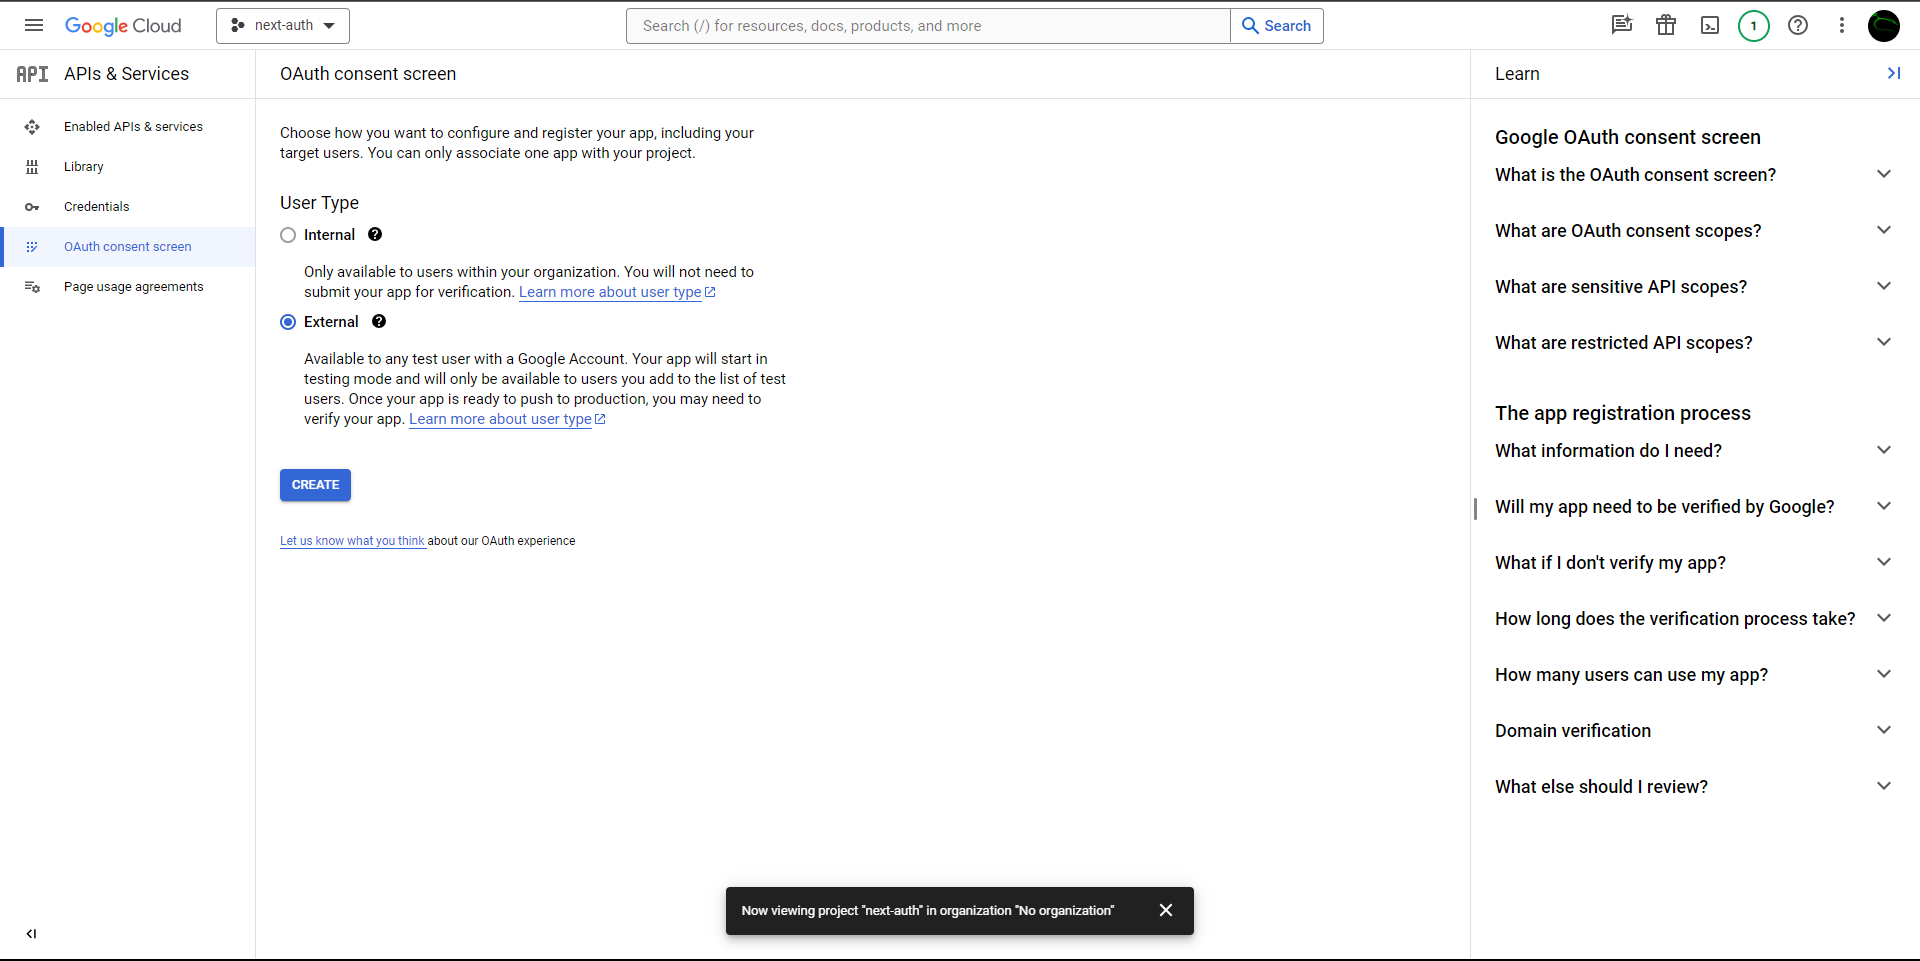 Google Cloud
next-auth
Search (/) for resources, docs, products, and more
Search
1
API APIs & Services
Enabled APIs & services
Library
Credentials
OAuth consent screen
Page usage agreements
OAuth consent screen
Choose how you want to configure and register your app, including your
target users. You can only associate one app with your project.
User Type
Internal
Only available to users within your organization. You will not need to
submit your app for verification. Learn more about user type
External
Available to any test user with a Google Account. Your app will start in
testing mode and will only be available to users you add to the list of test
users. Once your app is ready to push to production, you may need to
verify your app. Learn more about user type
CREATE
Let us know what you think about our OAuth experience
Learn
Google OAuth consent screen
What is the OAuth consent screen?
What are OAuth consent scopes?
What are sensitive API scopes?
What are restricted API scopes?
The app registration process
What information do I need?
Will my app need to be verified by Google?
What if I don't verify my app?
How long does the verification process take?
How many users can use my app?
Domain verification
What else should I review?
Now viewing project "next-auth" in organization "No organization"